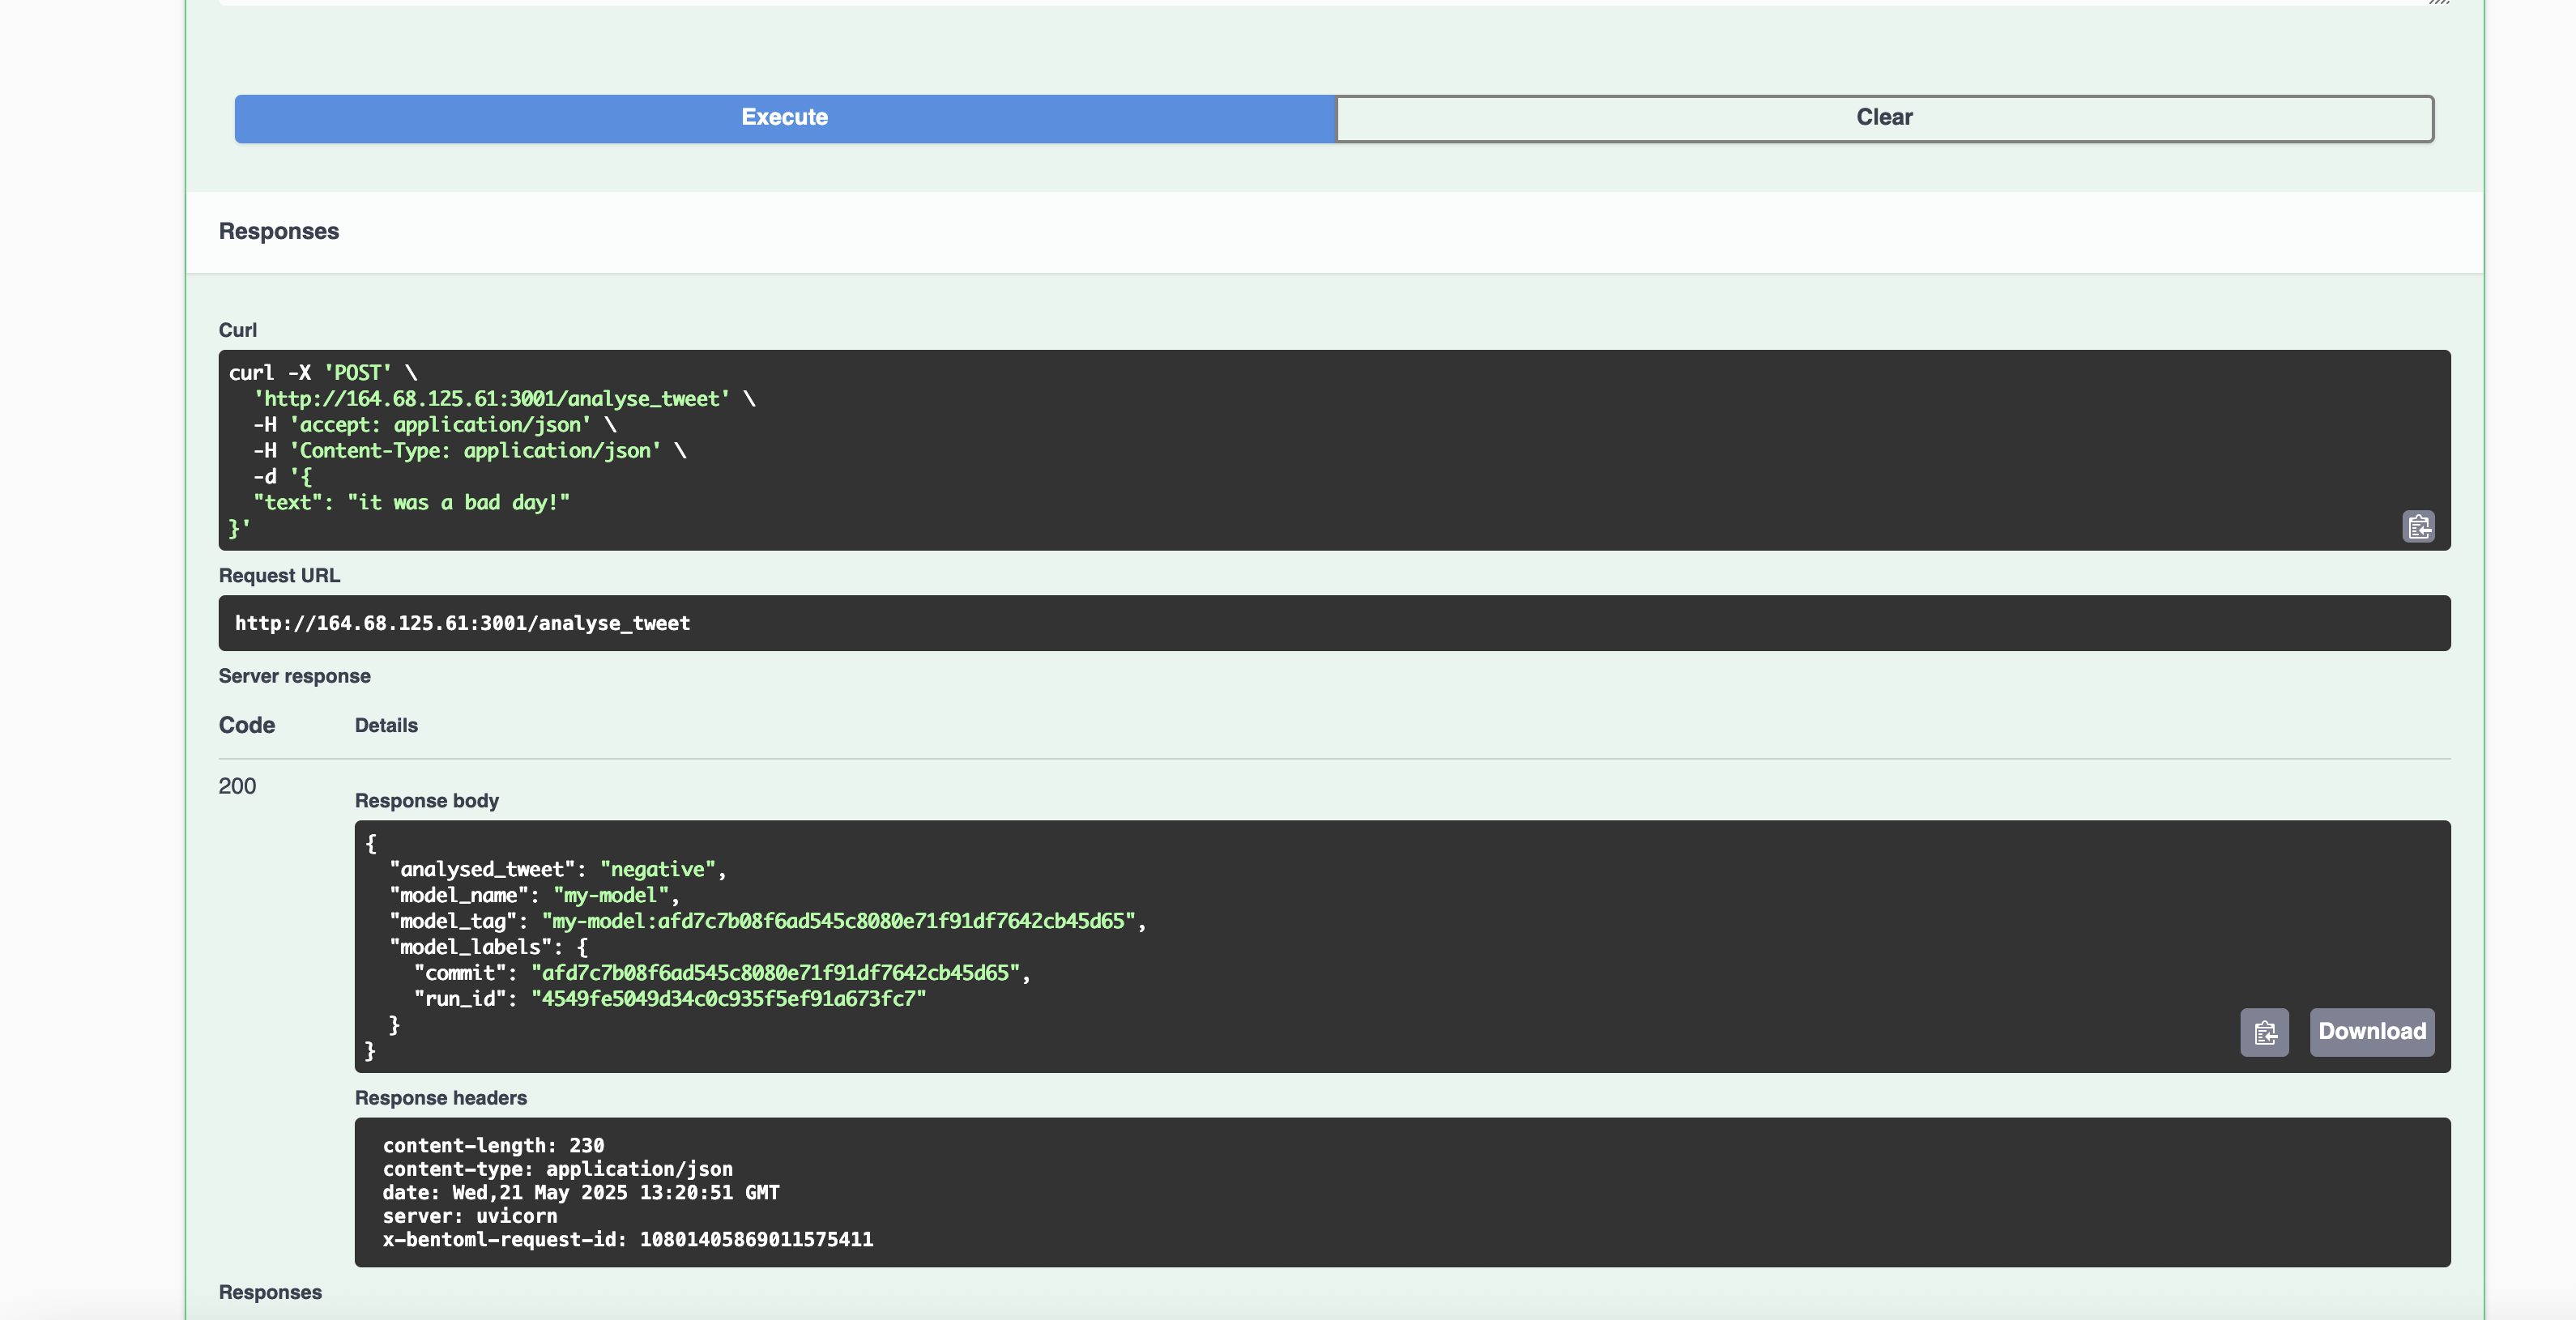 Execute
Clear
Responses
Curl
curl -X 'POST' \
'http://164.68.125.61:3001/analyse_tweet' \
-H 'accept: application/json' \
-H 'Content-Type: application/json' \
-d '{
"text": "it was a bad day!"
}'
Request URL
http://164.68.125.61:3001/analyse_tweet
Server response
Code Details
200
Response body
{
"analysed_tweet": "negative",
"model_name": "my-model",
"model_tag": "my-model:afd7c7b08f6ad545c8080e71f91df7642cb45d65",
"model_labels": {
"commit": "afd7c7b08f6ad545c8080e71f91df7642cb45d65",
"run_id": "4549fe5049d34c0c935f5ef91a673fc7"
}
}
Download
Response headers
content-length: 230
content-type: application/json
date: Wed,21 May 2025 13:20:51 GMT
server: uvicorn
x-bentoml-request-id: 10801405869011575411
Responses